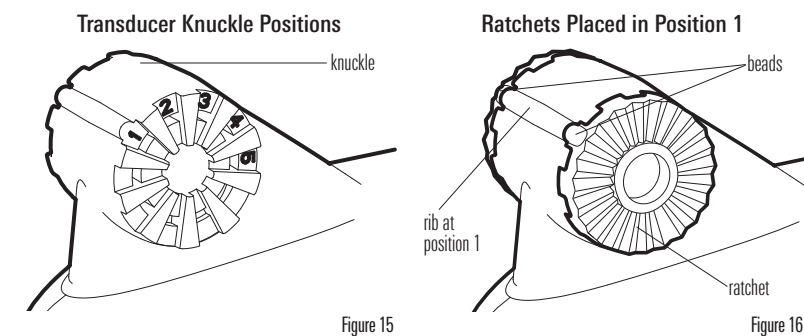 Transducer Knuckle Positions
knuckle
1
2
3
4
5
Figure 15
Ratchets Placed in Position 1
beads
rib at
position 1
ratchet
Figure 16